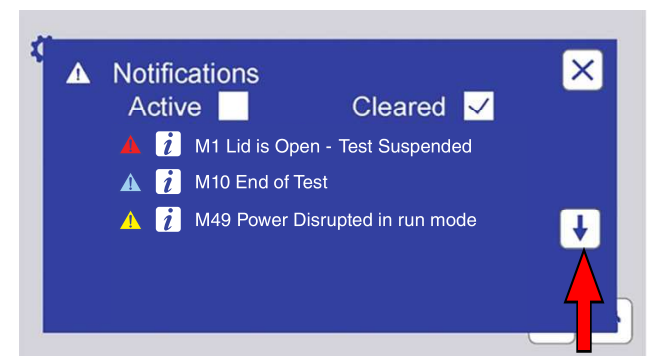 Notifications
Active Cleared
i M1 Lid is Open - Test Suspended
i M10 End of Test
i M49 Power Disrupted in run mode